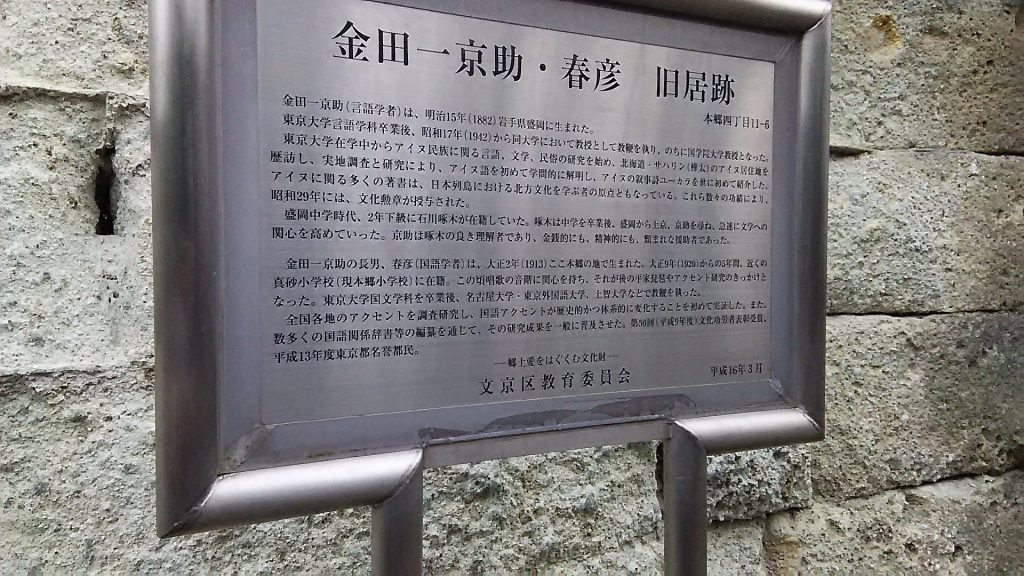 金田一京助・春彦　旧居跡
本郷四丁目11-6
金田一京助(言語学者)は、明治15年(1882)岩手県盛岡に生まれた。
東京大学言語学科卒業後、昭和17年(1942)から同大学において教授として教鞭を執り、のちに国学院大学教授となった。
東京大学在学中からアイヌ民族に関る言語、文学、民俗の研究を始め、北海道・サハリン(樺太)のアイヌ居住地を
歴訪し、実地調査と研究により、アイヌ語を初めて学問的に解明し、アイヌの叙事詩ユーカラを世に初めて紹介した。
アイヌに関る多くの著書は、日本列島における北方文化を学ぶ者の原点ともなっている。これら数々の功績により、
昭和29年には、文化勲章が授与された。
盛岡中学時代、2年下級に石川啄木が在籍していた。啄木は中学を卒業後、盛岡から上京、京助を尋ね、急速に文学への
関心を高めていった。京助は啄木の良き理解者であり、金銭的にも、精神的にも、類まれな援助者であった。
金田一京助の長男、春彦(国語学者)は、大正2年(1913)ここ本郷の地で生まれた。大正9年(1920)からの5年間、近くの
真砂小学校(現本郷小学校)に在籍。この頃唱歌の音階に関心を持ち、それが後の平家琵琶やアクセント研究のきっかけと
なった。東京大学国文学科を卒業後、名古屋大学・東京外国語大学、上智大学などで教鞭を執った。
全国各地のアクセントを調査研究し、国語アクセントが歴史的かつ体系的に変化することを初めて実証した。また、
数多くの国語関係辞書等の編纂を通じて、その研究成果を一般に普及させた。第50回(平成9年度)文化功労者表彰受賞、
平成13年度東京都名誉都民。
―郷土愛をはぐくむ文化財―
文京区教育委員会
平成16年3月